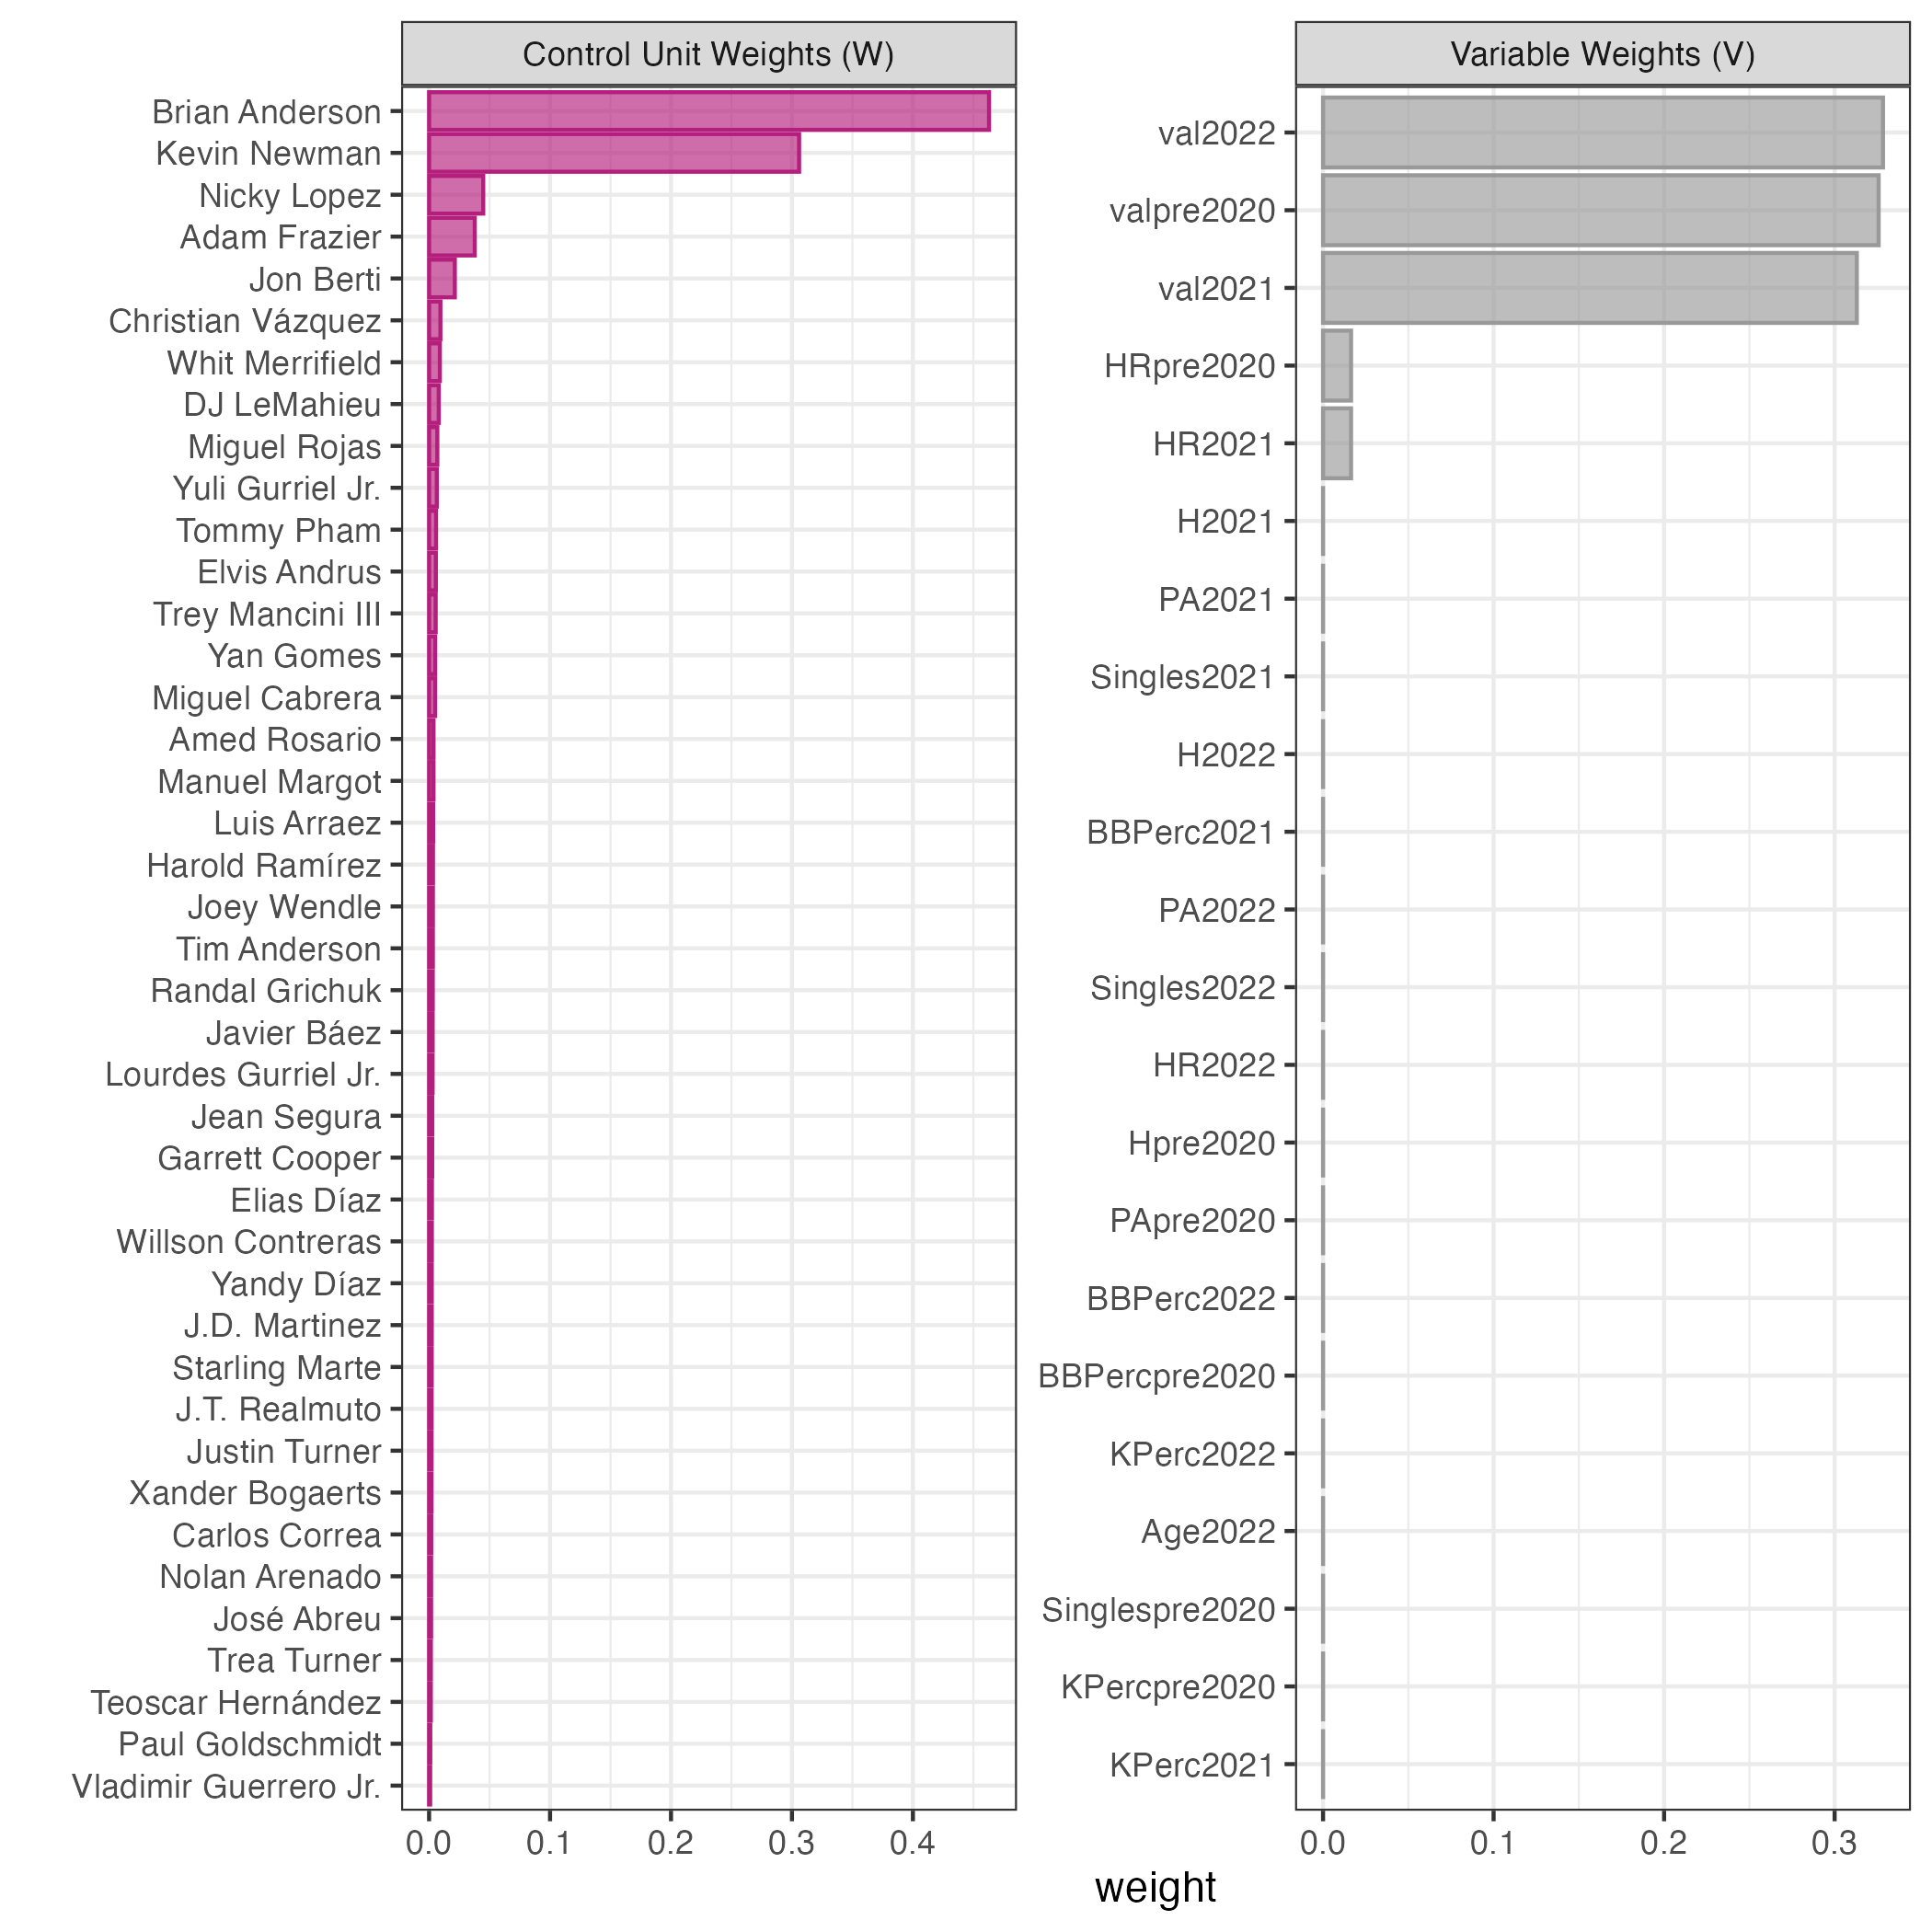 Control Unit Weights (W)
Brian Anderson
Kevin Newman
Nicky Lopez
Adam Frazier
Jon Berti
Christian Vázquez
Whit Merrifield
DJ LeMahieu
Miguel Rojas
Yuli Gurriel Jr.
Tommy Pham
Elvis Andrus
Trey Mancini III
Yan Gomes
Miguel Cabrera
Amed Rosario
Manuel Margot
Luis Arraez
Harold Ramírez
Joey Wendle
Tim Anderson
Randal Grichuk
Javier Báez
Lourdes Gurriel Jr.
Jean Segura
Garrett Cooper
Elias Díaz
Willson Contreras
Yandy Díaz
J.D. Martinez
Starling Marte
J.T. Realmuto
Justin Turner
Xander Bogaerts
Carlos Correa
Nolan Arenado
José Abreu
Trea Turner
Teoscar Hernández
Paul Goldschmidt
Vladimir Guerrero Jr.
0.0 0.1 0.2 0.3 0.4
Variable Weights (V)
val2022
valpre2020
val2021
HRpre2020
HR2021
H2021
PA2021
Singles2021
H2022
BBPerc2021
PA2022
Singles2022
HR2022
Hpre2020
PApre2020
BBPerc2022
BBPercpre2020
KPerc2022
Age2022
Singlespre2020
KPercpre2020
KPerc2021
0.0 0.1 0.2 0.3
weight